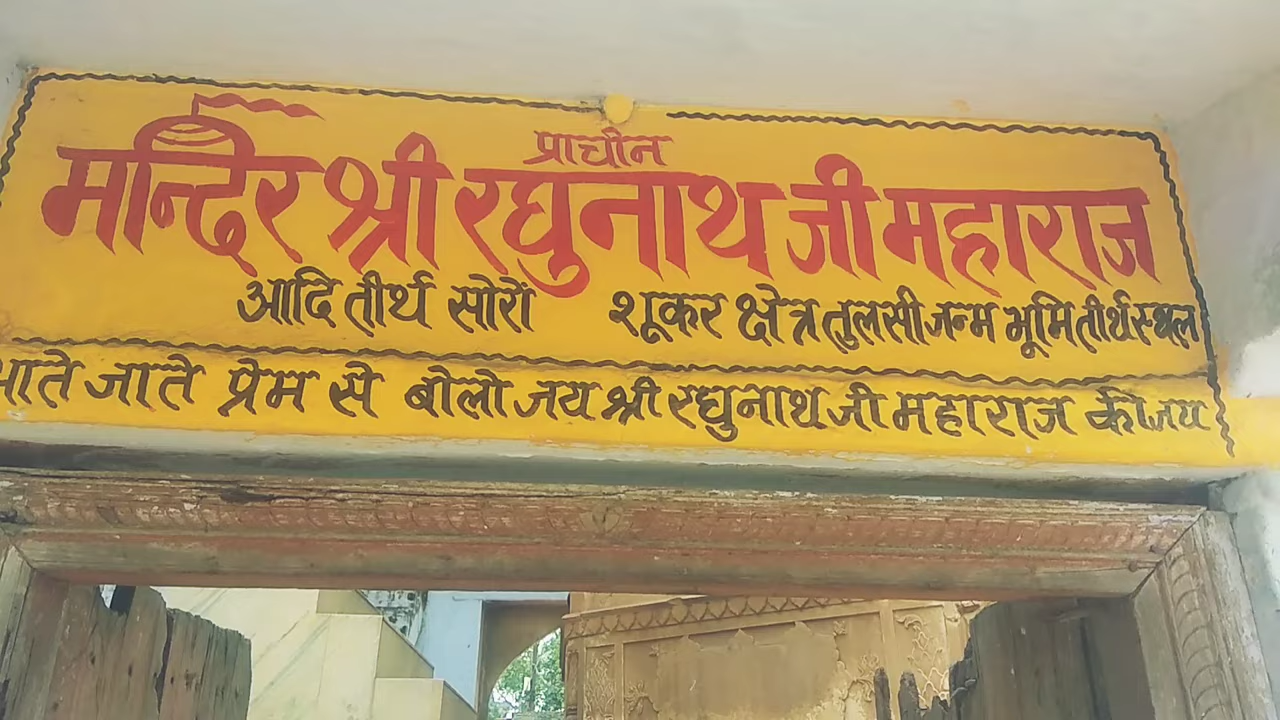 प्राचीन
मन्दिर श्री रघुनाथ जी महाराज
आदि तीर्थ सोरों शूकर क्षेत्र तुलसी जन्म भूमि तीर्थ स्थल
आते जाते प्रेम से बोलो जय श्री रघुनाथ जी महाराज की जय